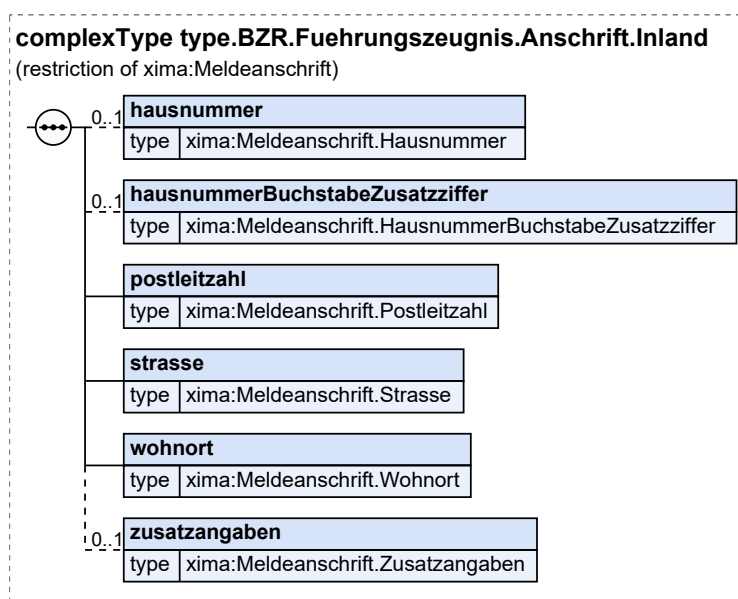 complexType type.BZR.Fuehrungszeugnis.Anschrift.Inland
(restriction of xima:Meldeanschrift)
0..1 hausnummer
type xima:Meldeanschrift.Hausnummer
0..1 hausnummerBuchstabeZusatzziffer
type xima:Meldeanschrift.HausnummerBuchstabeZusatzziffer
postleitzahl
type xima:Meldeanschrift.Postleitzahl
strasse
type xima:Meldeanschrift.Strasse
wohnort
type xima:Meldeanschrift.Wohnort
0..1 zusatzangaben
type xima:Meldeanschrift.Zusatzangaben